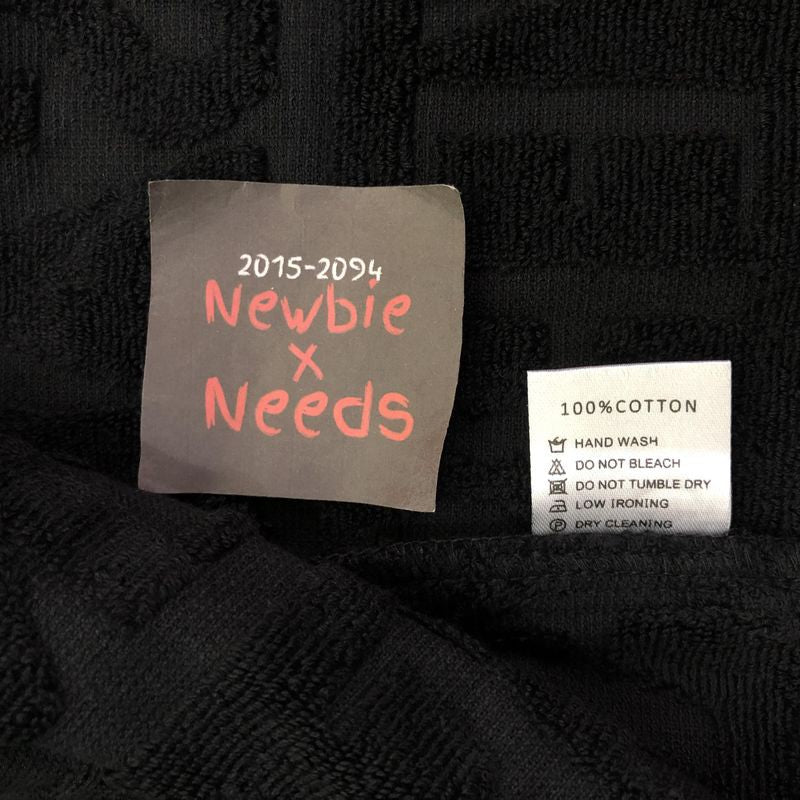 2015-2094
Newbie
x
Needs
100%COTTON
HAND WASH
DO NOT BLEACH
DO NOT TUMBLE DRY
LOW IRONING
DRY CLEANING